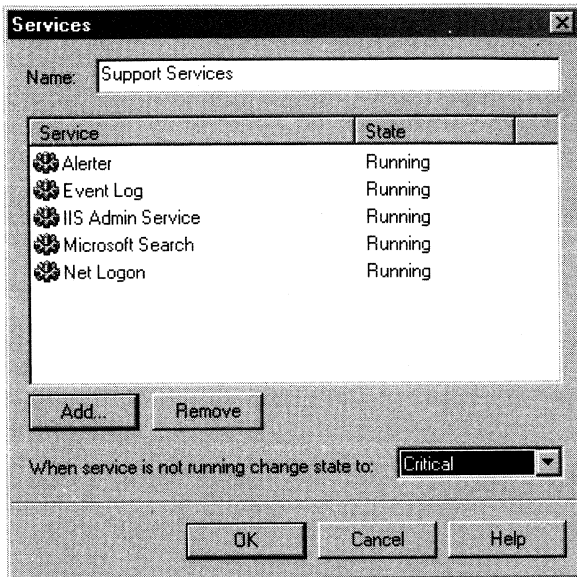 Services
Name: Support Services
Service State
Alerter Running
Event Log Running
IIS Admin Service Running
Microsoft Search Running
Net Logon Running
Add... Remove
When service is not running change state to: Critical
OK Cancel Help